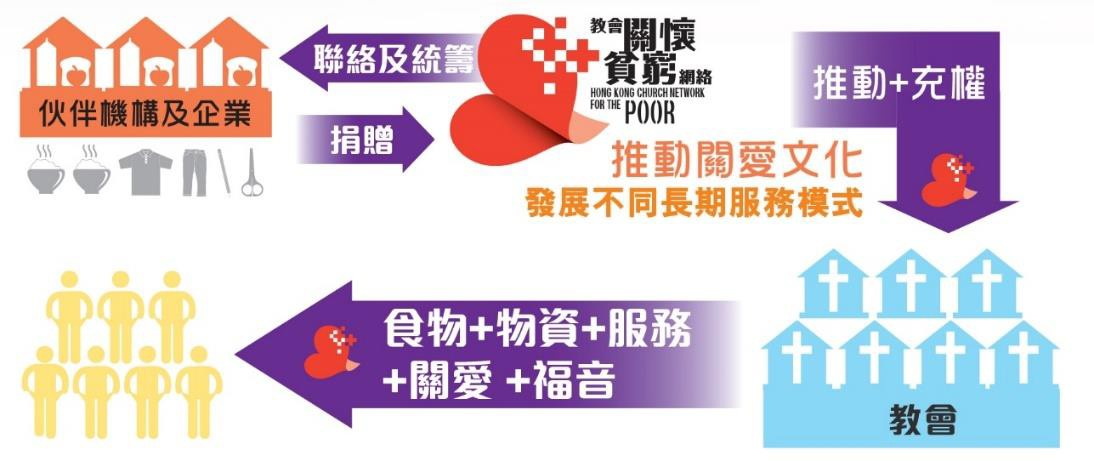 聯絡及統籌
教會關懷
貧窮網絡
HONG KONG CHURCH NETWORK
FOR THE POOR
推動+充權
伙伴機構及企業
捐贈
推動關愛文化
發展不同長期服務模式
食物+物資+服務
+關愛 +福音
教會